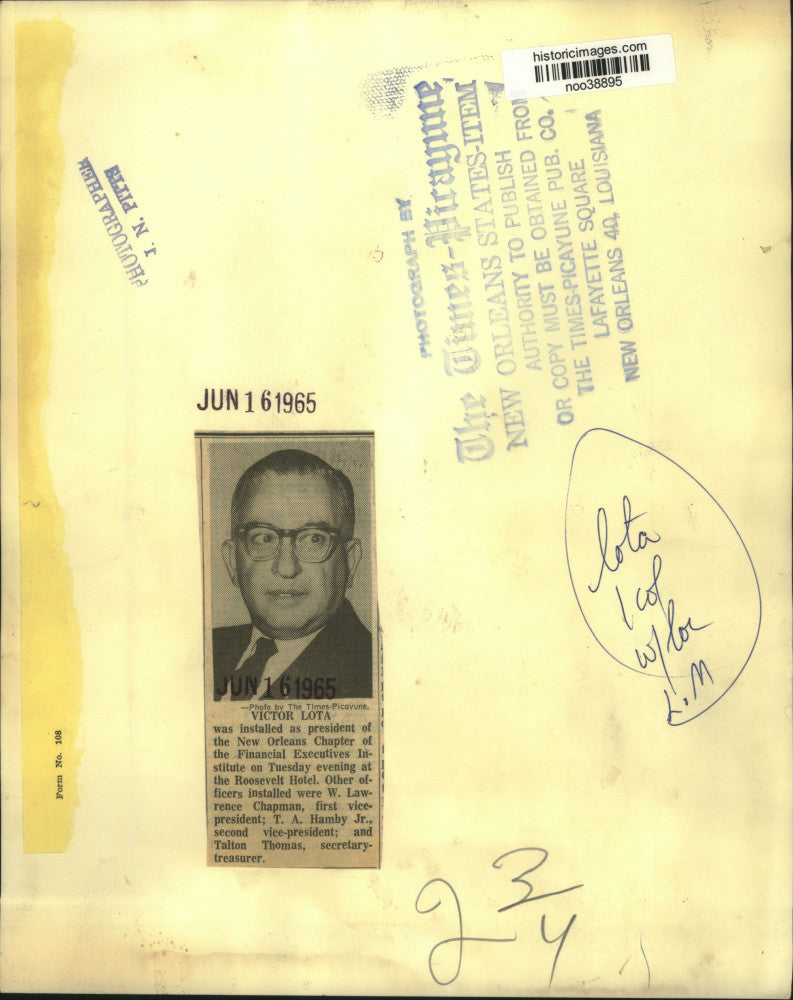 historicimages.com
noo38895
PHOTOGRAPHER
J. N. PITTS
PHOTOGRAPH BY
The Times-Picayune
NEW ORLEANS STATES-ITEM
AUTHORITY TO PUBLISH
OR COPY MUST BE OBTAINED FROM
THE TIMES-PICAYUNE PUB. CO.
LAFAYETTE SQUARE
NEW ORLEANS 40, LOUISIANA
JUN 16 1965
JUN 16 1965
—Photo by The Times-Picayune.
VICTOR LOTA
was installed as president of
the New Orleans Chapter of
the Financial Executives In-
stitute on Tuesday evening at
the Roosevelt Hotel. Other of-
ficers installed were W. Law-
rence Chapman, first vice-
president; T. A. Hamby Jr.,
second vice-president; and
Talton Thomas, secretary-
treasurer.
lota
1 col
L.M
Form No. 108
2 3/4